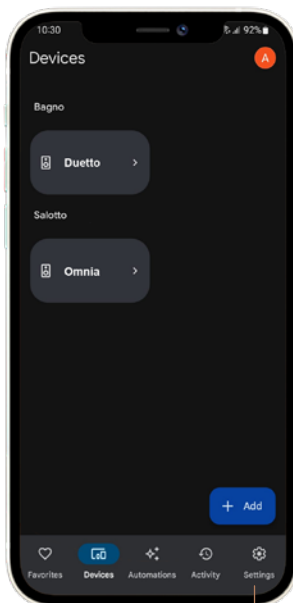 10:30 92%
Devices A
Bagno
Duetto
Salotto
Omnia
+ Add
Favorites Devices Automations Activity Settings